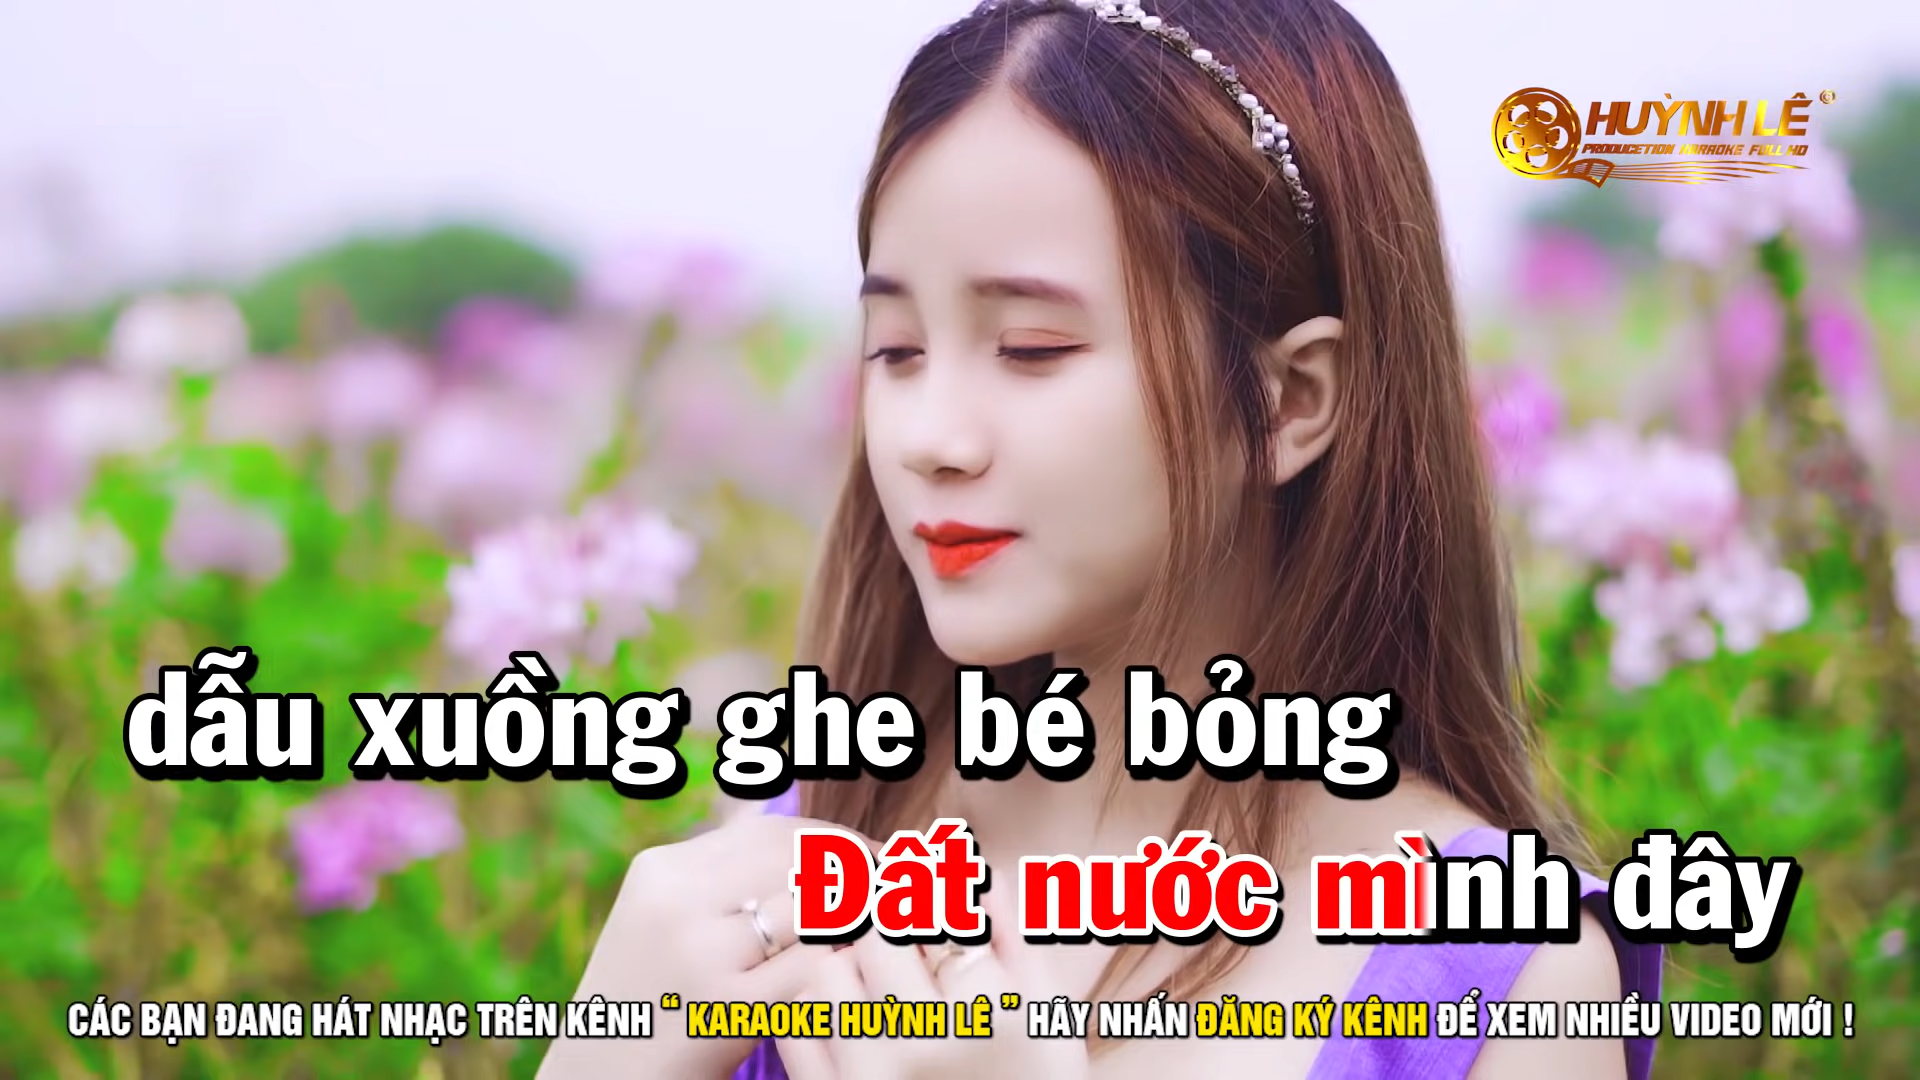 HUỲNH LÊ
PRODUCETION KARAOKE FULL HD
dẫu xuồng ghe bé bỏng
Đất nước mình đây
CÁC BẠN ĐANG HÁT NHẠC TRÊN KÊNH “ KARAOKE HUỲNH LÊ ” HÃY NHẤN ĐĂNG KÝ KÊNH ĐỂ XEM NHIỀU VIDEO MỚI !